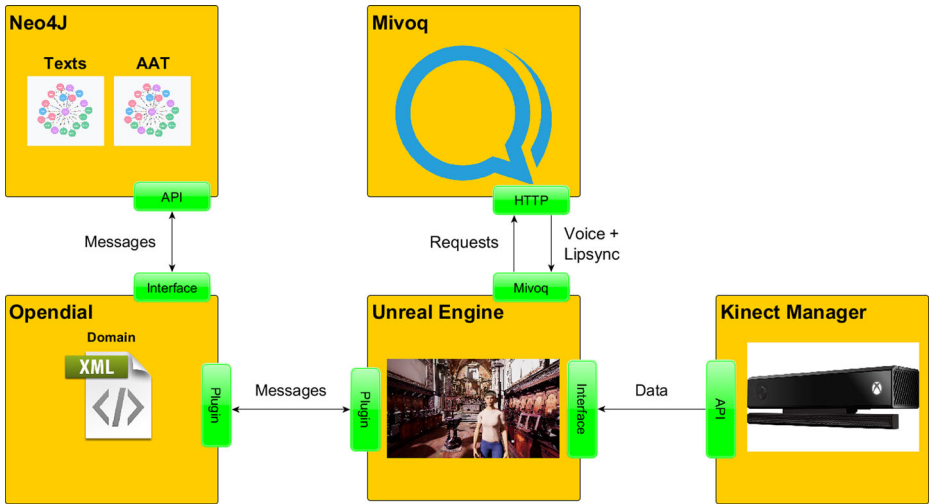 Neo4J
Texts
AAT
API
Messages
Interface
Mivoq
HTTP
Requests
Voice +
Lipsync
Mivoq
Opendial
Domain
XML
</>
Plugin
Messages
Unreal Engine
Plugin
Interface
Data
Kinect Manager
API